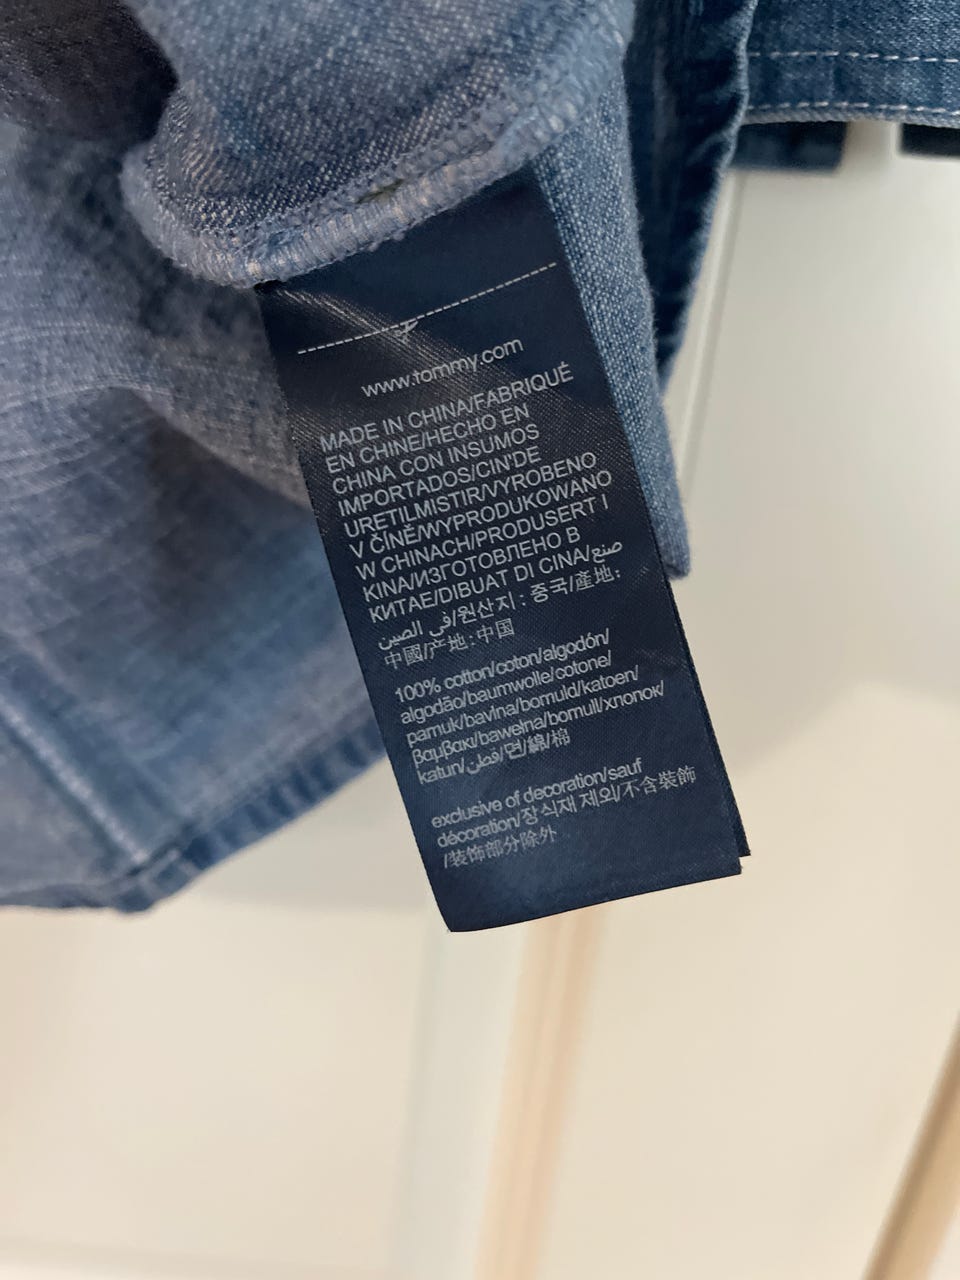 www.tommy.com
MADE IN CHINA/FABRIQUÉ
EN CHINE/HECHO EN
CHINA CON INSUMOS
IMPORTADOS/CIN'DE
URETILMISTIR/VYROBENO
V ČÍNĚ/WYPRODUKOWANO
W CHINACH/PRODUSERT I
KINA/ИЗГОТОВЛЕНО В
КИТАЕ/DIBUAT DI CINA/صنع
في الصين/원산지 : 중국/產地:
中國/产地 : 中国
100% cotton/coton/algodón/
algodão/baumwolle/cotone/
pamuk/bavlna/bomuld/katoen/
βαμβακι/bawełna/bomull/хлопок/
katun/قطن/면/綿/棉
exclusive of decoration/sauf
décoration/장식재 제외/不含裝飾
/装饰部分除外